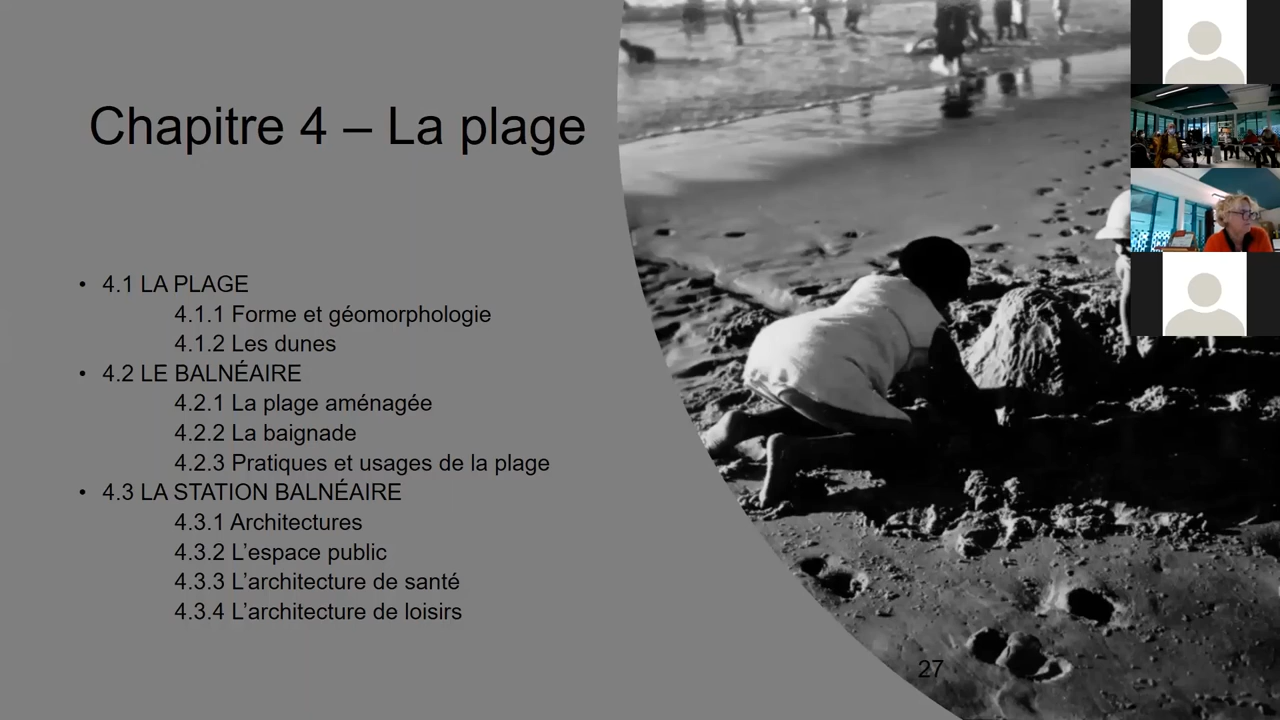 Chapitre 4 – La plage
• 4.1 LA PLAGE
4.1.1 Forme et géomorphologie
4.1.2 Les dunes
• 4.2 LE BALNÉAIRE
4.2.1 La plage aménagée
4.2.2 La baignade
4.2.3 Pratiques et usages de la plage
• 4.3 LA STATION BALNÉAIRE
4.3.1 Architectures
4.3.2 L’espace public
4.3.3 L’architecture de santé
4.3.4 L’architecture de loisirs
27